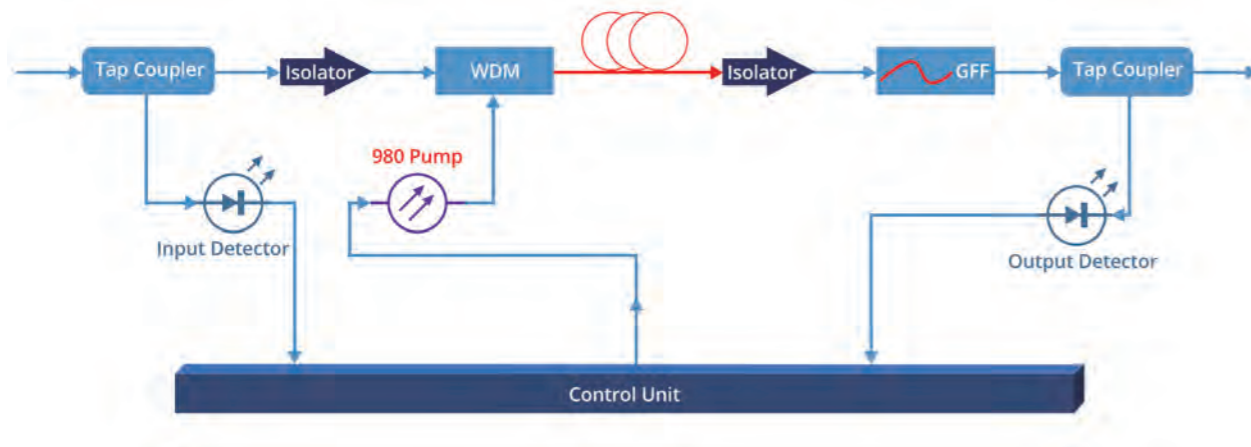 Tap Coupler
Isolator
WDM
Isolator
GFF
Tap Coupler
980 Pump
Input Detector
Output Detector
Control Unit